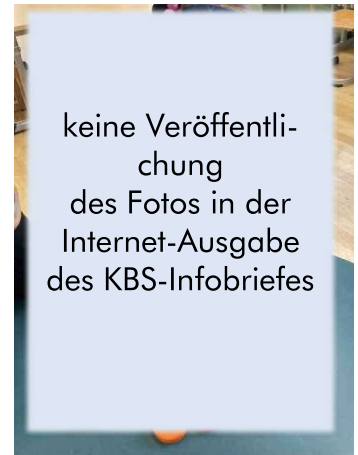 keine Veröffentli-
chung
des Fotos in der
Internet-Ausgabe
des KBS-Infobriefes